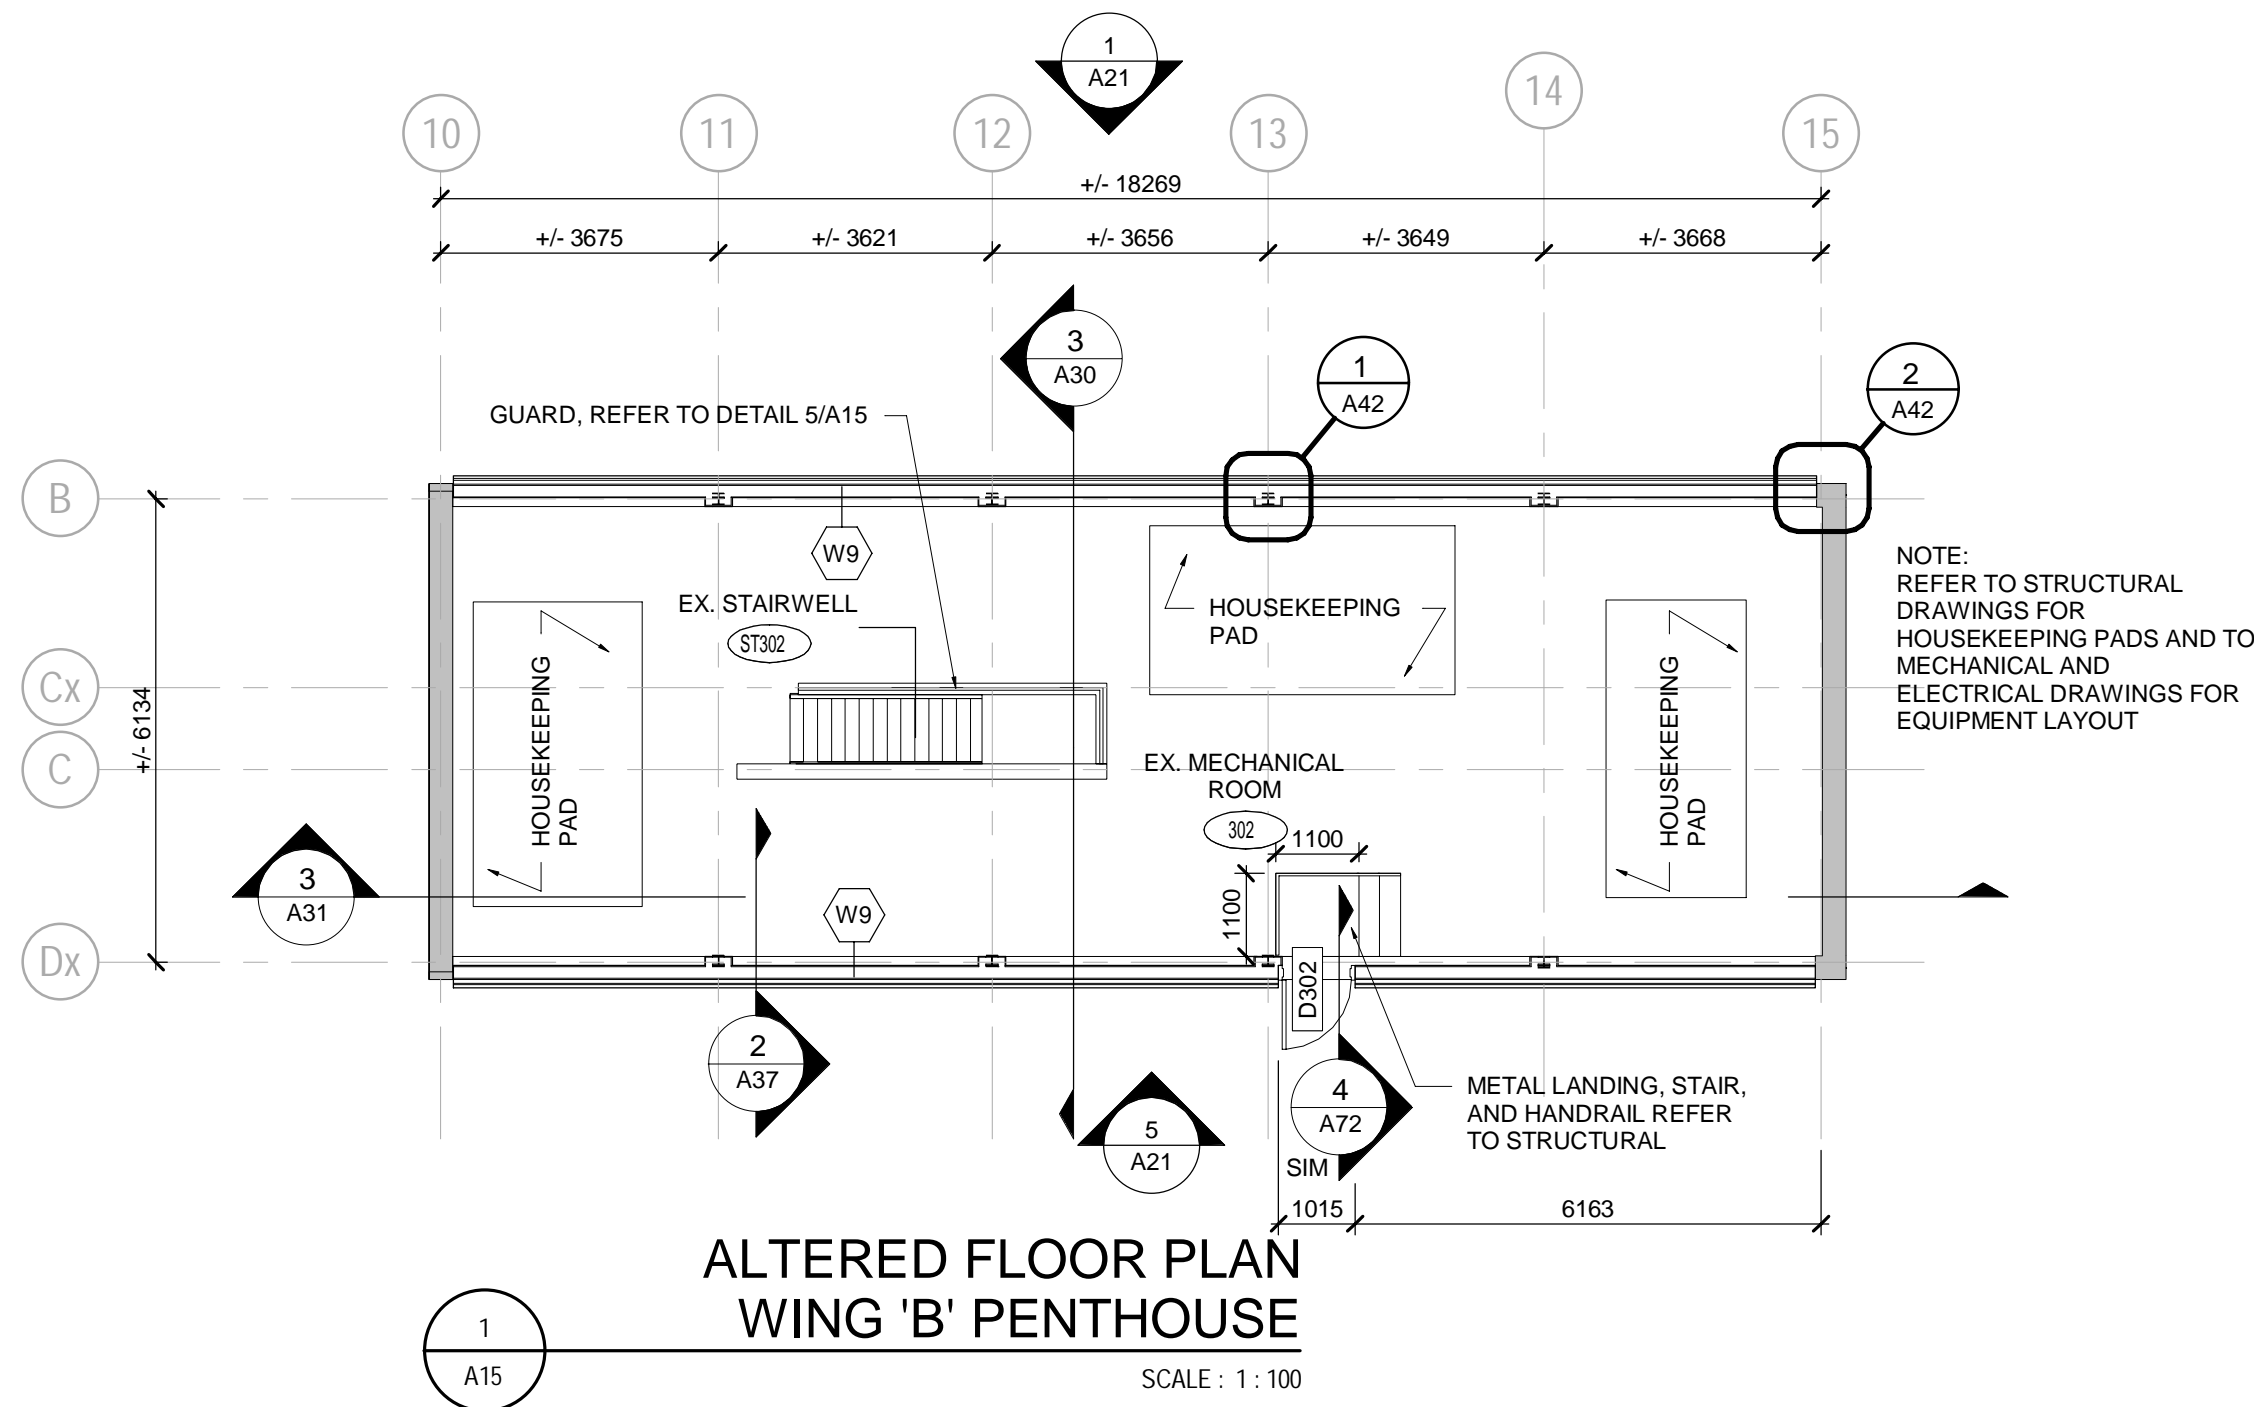 1
A21
10
11
12
13
14
15
+/- 18269
+/- 3675
+/- 3621
+/- 3656
+/- 3649
+/- 3668
3
A30
1
A42
2
A42
GUARD, REFER TO DETAIL 5/A15
B
W9
NOTE:
REFER TO STRUCTURAL
DRAWINGS FOR
HOUSEKEEPING PADS AND TO
MECHANICAL AND
ELECTRICAL DRAWINGS FOR
EQUIPMENT LAYOUT
EX. STAIRWELL
ST302
HOUSEKEEPING
PAD
HOUSEKEEPING
PAD
HOUSEKEEPING
PAD
Cx
+/- 6134
C
EX. MECHANICAL
ROOM
302
1100
1100
3
A31
W9
Dx
D302
2
A37
4
A72
SIM
5
A21
METAL LANDING, STAIR,
AND HANDRAIL REFER
TO STRUCTURAL
1015
6163
ALTERED FLOOR PLAN
WING 'B' PENTHOUSE
1
A15
SCALE : 1 : 100